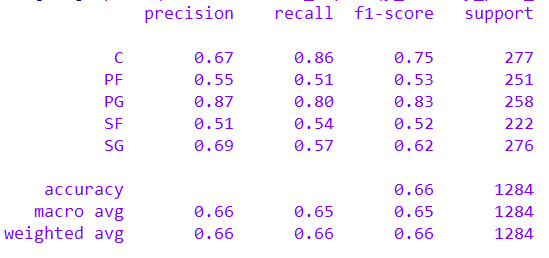 precision recall f1-score support
C 0.67 0.86 0.75 277
PF 0.55 0.51 0.53 251
PG 0.87 0.80 0.83 258
SF 0.51 0.54 0.52 222
SG 0.69 0.57 0.62 276
accuracy 0.66 1284
macro avg 0.66 0.65 0.65 1284
weighted avg 0.66 0.66 0.66 1284